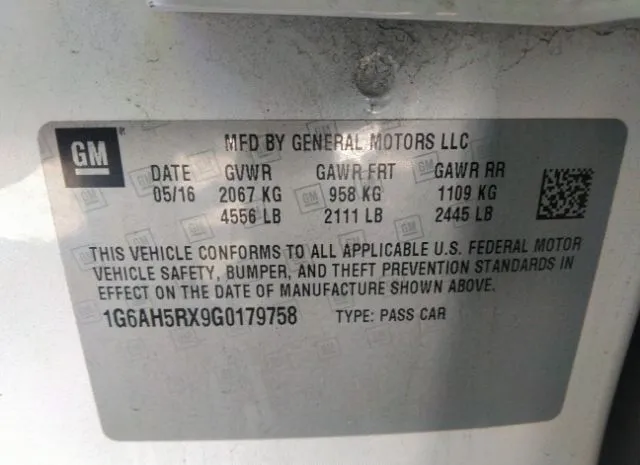 GM
MFD BY GENERAL MOTORS LLC
DATE GVWR GAWR FRT GAWR RR
05/16 2067 KG 958 KG 1109 KG
4556 LB 2111 LB 2445 LB
THIS VEHICLE CONFORMS TO ALL APPLICABLE U.S. FEDERAL MOTOR
VEHICLE SAFETY, BUMPER, AND THEFT PREVENTION STANDARDS IN
EFFECT ON THE DATE OF MANUFACTURE SHOWN ABOVE.
1G6AH5RX9G0179758 TYPE: PASS CAR